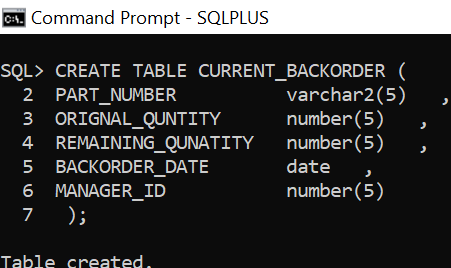 Command Prompt - SQLPLUS
SQL> CREATE TABLE CURRENT_BACKORDER (
2 PART_NUMBER varchar2(5) ,
3 ORIGNAL_QUNTITY number(5) ,
4 REMAINING_QUNATITY number(5) ,
5 BACKORDER_DATE date ,
6 MANAGER_ID number(5)
7 );
Table created.